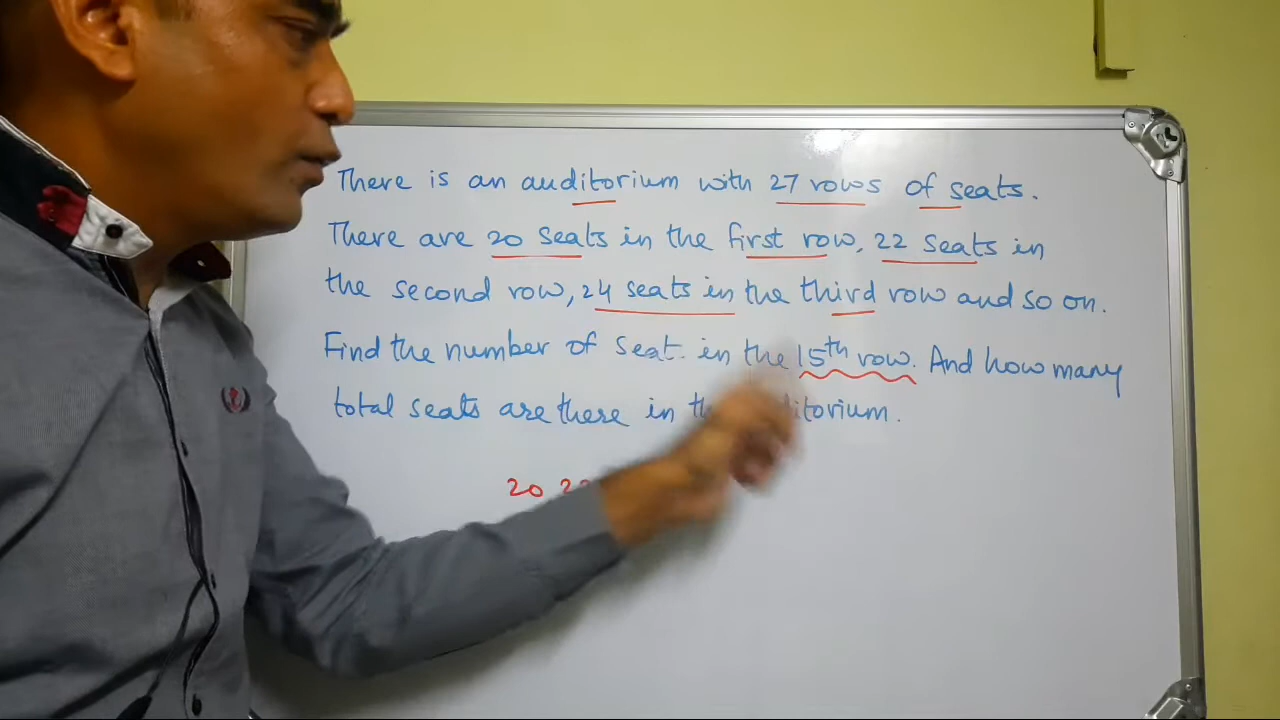 There is an auditorium with 27 rows of seats.
There are 20 seats in the first row, 22 seats in
the second row, 24 seats in the third row and so on.
Find the number of seat. in the 15th row. And how many
total seats are there in auditorium.
20